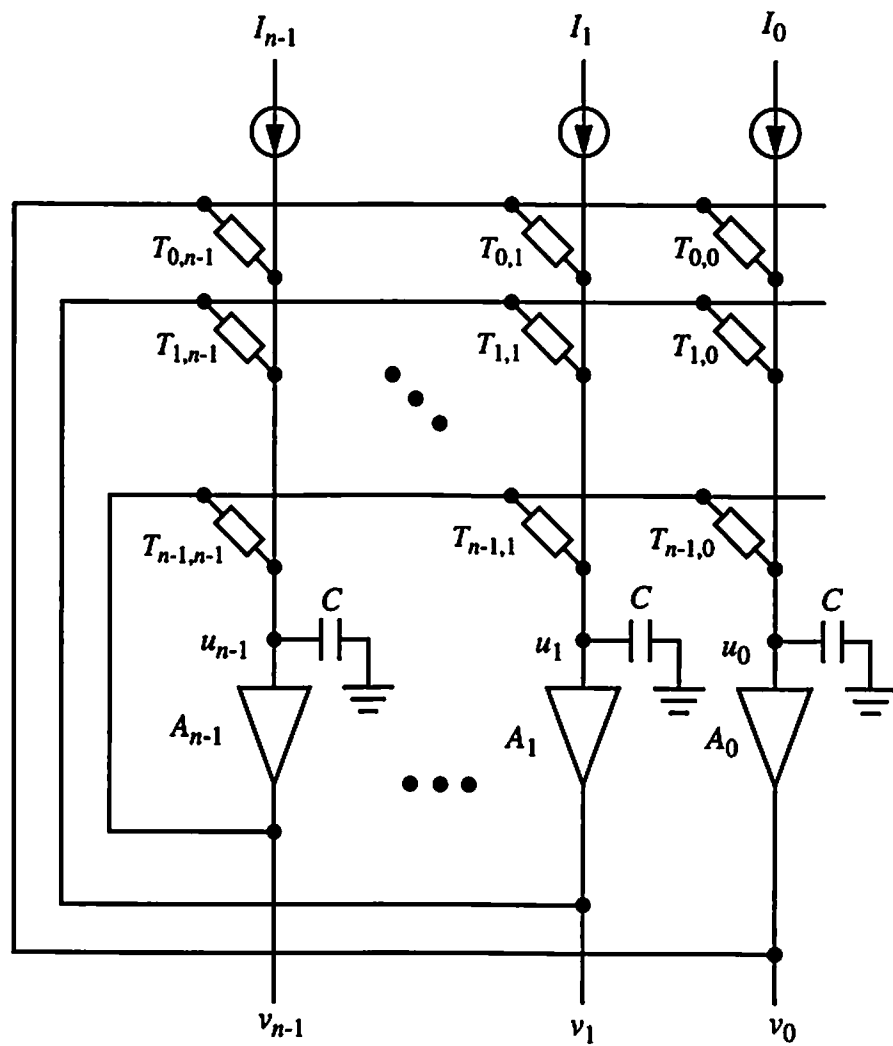 I_{n-1} I_1 I_0
T_{0,n-1} T_{0,1} T_{0,0}
T_{1,n-1} T_{1,1} T_{1,0}
T_{n-1,n-1} T_{n-1,1} T_{n-1,0}
C C C
u_{n-1} u_1 u_0
A_{n-1} A_1 A_0
v_{n-1} v_1 v_0